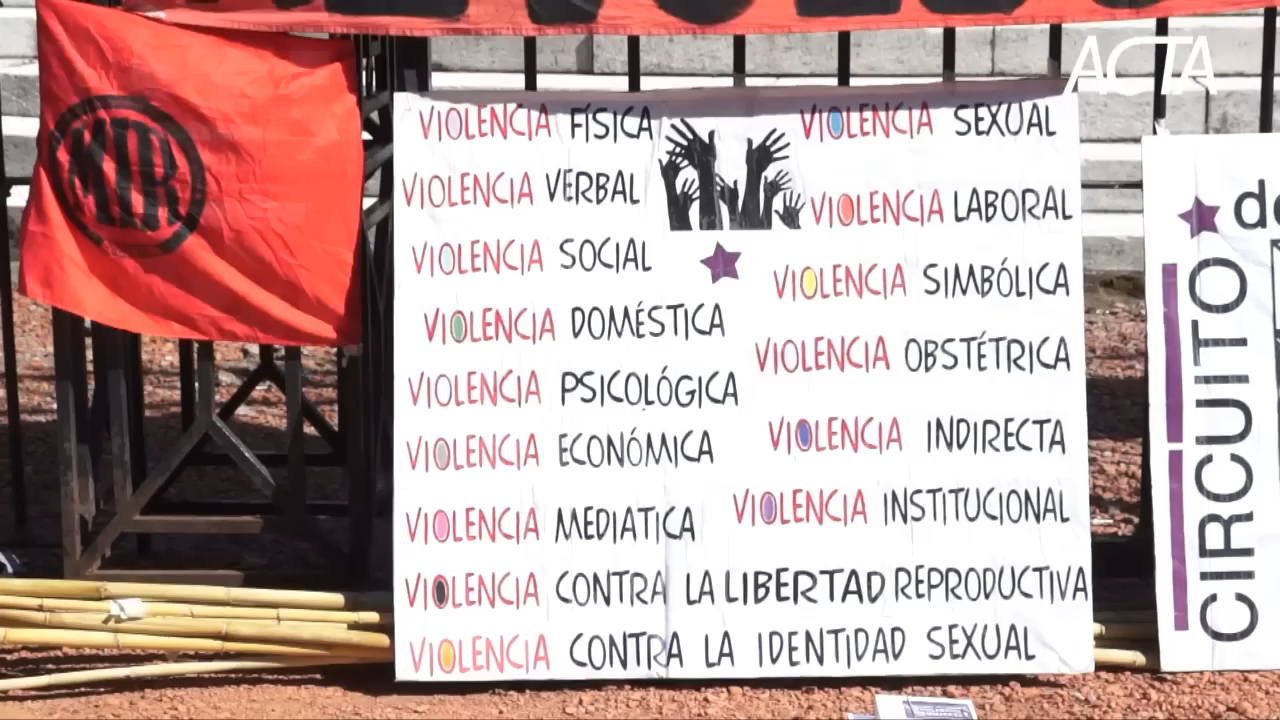 ACTA
MIR
VIOLENCIA FÍSICA
VIOLENCIA VERBAL
VIOLENCIA SOCIAL
VIOLENCIA DOMÉSTICA
VIOLENCIA PSICOLÓGICA
VIOLENCIA ECONÓMICA
VIOLENCIA MEDIATICA
VIOLENCIA SEXUAL
VIOLENCIA LABORAL
VIOLENCIA SIMBÓLICA
VIOLENCIA OBSTÉTRICA
VIOLENCIA INDIRECTA
VIOLENCIA INSTITUCIONAL
VIOLENCIA CONTRA LA LIBERTAD REPRODUCTIVA
VIOLENCIA CONTRA LA IDENTIDAD SEXUAL
CIRCUITO